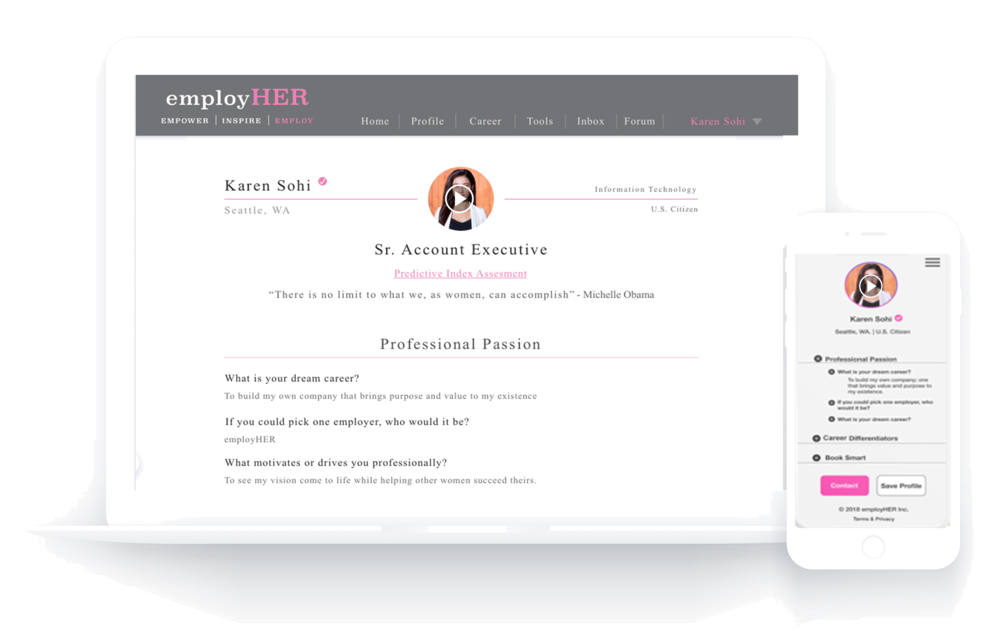 employHER
EMPOWER | INSPIRE | EMPLOY
Home | Profile | Career | Tools | Inbox | Forum | Karen Sohi
Karen Sohi
Seattle, WA
Information Technology
U.S. Citizen
Sr. Account Executive
Predictive Index Assesment
“There is no limit to what we, as women, can accomplish” - Michelle Obama
Professional Passion
What is your dream career?
To build my own company that brings purpose and value to my existence
If you could pick one employer, who would it be?
employHER
What motivates or drives you professionally?
To see my vision come to life while helping other women succeed theirs.
Karen Sohi
Seattle, WA. | U.S. Citizen
Professional Passion
What is your dream career?
To build my own company; one
that brings value and purpose to
my existence.
If you could pick one employer, who
would it be?
What is your dream career?
Career Differentiators
Book Smart
Contact
Save Profile
© 2018 employHER Inc.
Terms & Privacy